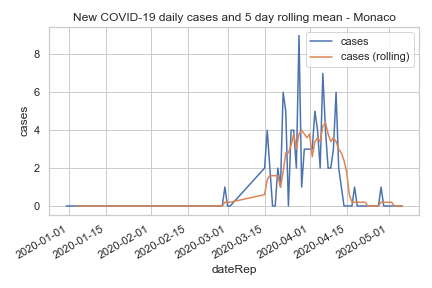 New COVID-19 daily cases and 5 day rolling mean - Monaco
cases
cases (rolling)
8
6
4
2
0
cases
2020-01-01
2020-01-15
2020-02-01
2020-02-15
2020-03-01
2020-03-15
2020-04-01
2020-04-15
2020-05-01
dateRep